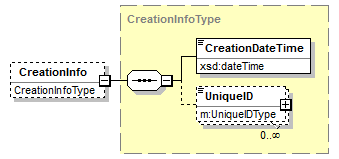 CreationInfoType
CreationDateTime
xsd:dateTime
CreationInfo
CreationInfoType
UniqueID
m:UniqueIDType
0..∞